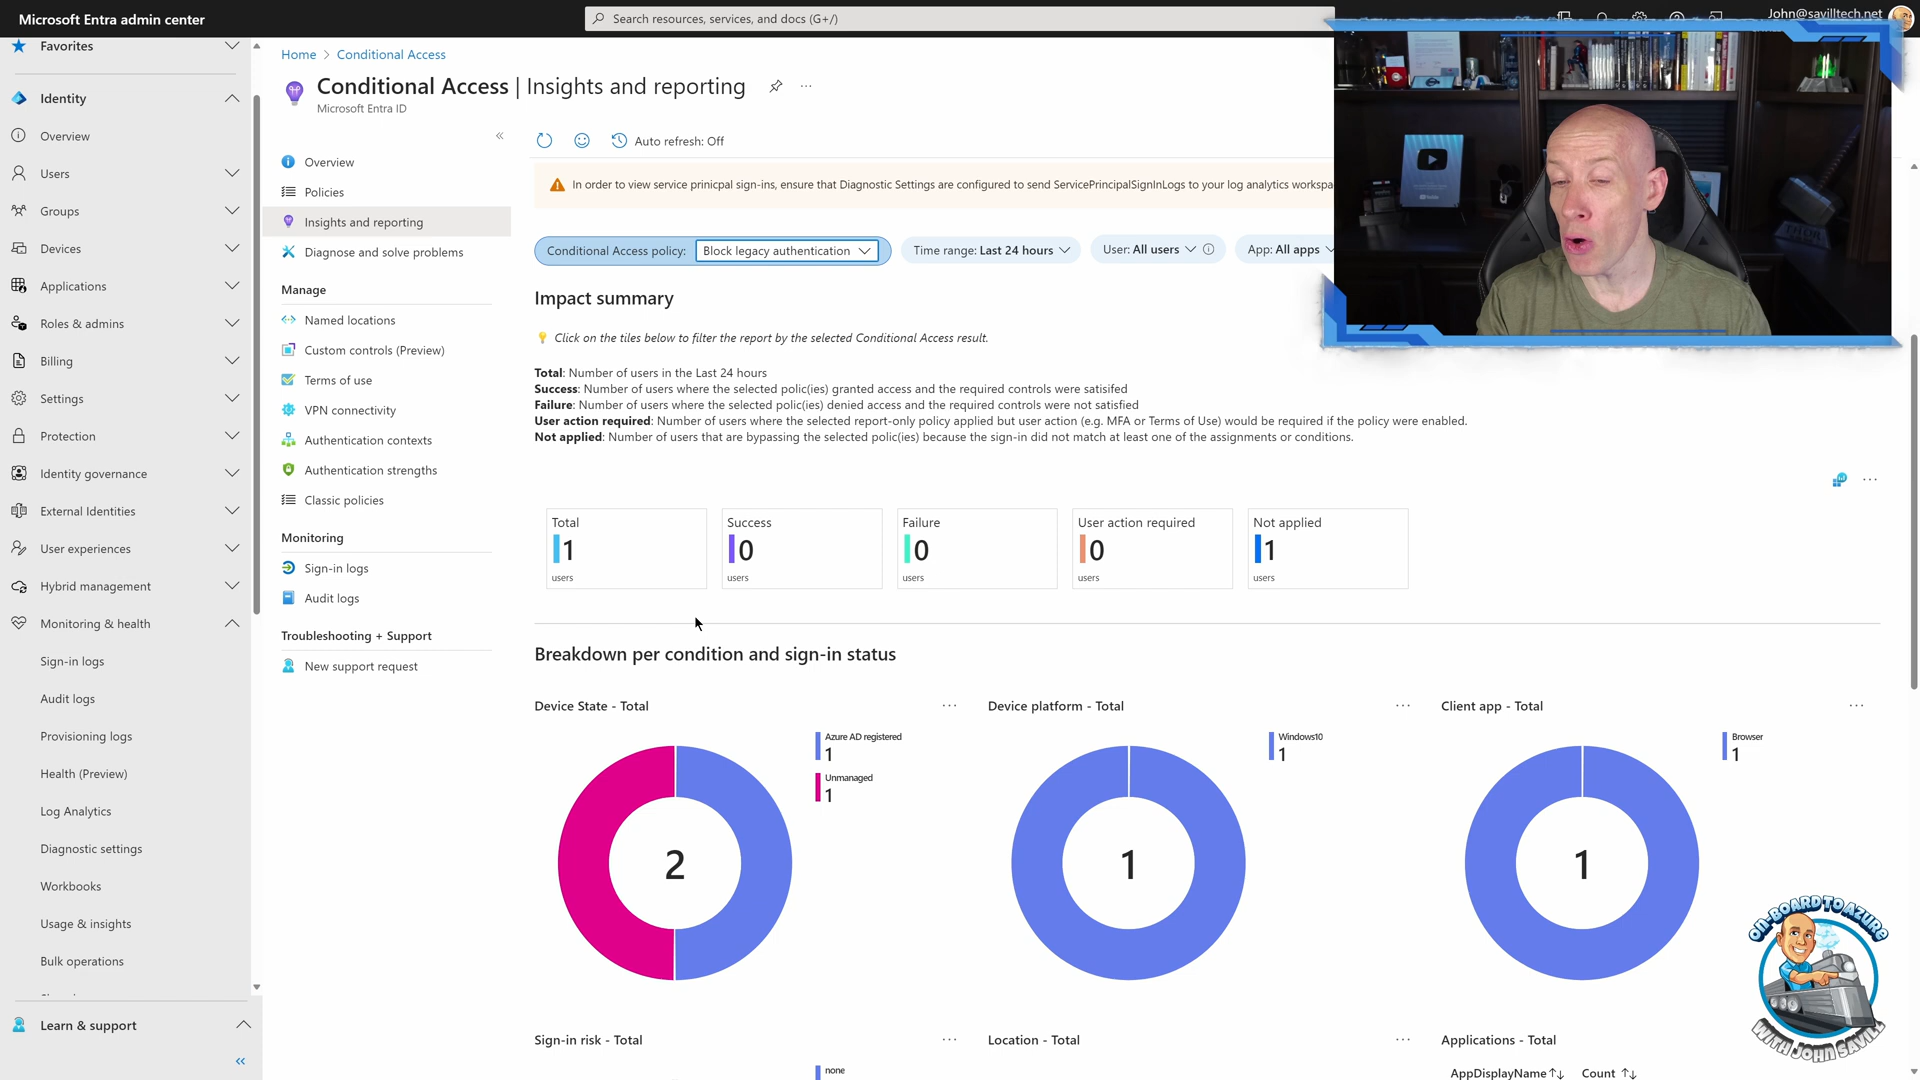 Microsoft Entra admin center
Search resources, services, and docs (G+/)
John@savilltech.net
Favorites
Identity
Overview
Users
Groups
Devices
Applications
Roles & admins
Billing
Settings
Protection
Identity governance
External Identities
User experiences
Hybrid management
Monitoring & health
Sign-in logs
Audit logs
Provisioning logs
Health (Preview)
Log Analytics
Diagnostic settings
Workbooks
Usage & insights
Bulk operations
Learn & support
Home > Conditional Access
Conditional Access | Insights and reporting
Microsoft Entra ID
Overview
Policies
Insights and reporting
Diagnose and solve problems
Manage
Named locations
Custom controls (Preview)
Terms of use
VPN connectivity
Authentication contexts
Authentication strengths
Classic policies
Monitoring
Sign-in logs
Audit logs
Troubleshooting + Support
New support request
Auto refresh: Off
In order to view service prinicpal sign-ins, ensure that Diagnostic Settings are configured to send ServicePrincipalSignInLogs to your log analytics workspa
Conditional Access policy: Block legacy authentication
Time range: Last 24 hours
User: All users
App: All apps
Impact summary
Click on the tiles below to filter the report by the selected Conditional Access result.
Total: Number of users in the Last 24 hours
Success: Number of users where the selected polic(ies) granted access and the required controls were satisifed
Failure: Number of users where the selected polic(ies) denied access and the required controls were not satisfied
User action required: Number of users where the selected report-only policy applied but user action (e.g. MFA or Terms of Use) would be required if the policy were enabled.
Not applied: Number of users that are bypassing the selected polic(ies) because the sign-in did not match at least one of the assignments or conditions.
Total
1
users
Success
0
users
Failure
0
users
User action required
0
users
Not applied
1
users
Breakdown per condition and sign-in status
Device State - Total
Azure AD registered
1
Unmanaged
1
2
Device platform - Total
Windows10
1
1
Client app - Total
Browser
1
1
Sign-in risk - Total
none
Location - Total
Applications - Total
AppDisplayName
Count
ON-BOARD TO AZURE
WITH JOHN SAVILL
THOR